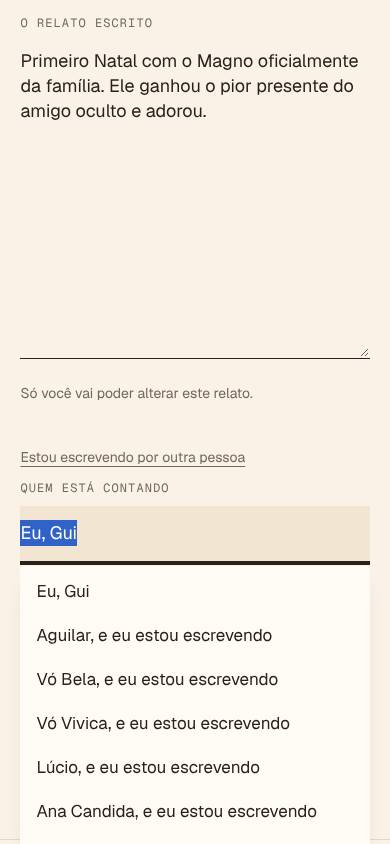 O RELATO ESCRITO
Primeiro Natal com o Magno oficialmente
da família. Ele ganhou o pior presente do
amigo oculto e adorou.
Só você vai poder alterar este relato.
Estou escrevendo por outra pessoa
QUEM ESTÁ CONTANDO
Eu, Gui
Eu, Gui
Aguilar, e eu estou escrevendo
Vó Bela, e eu estou escrevendo
Vó Vivica, e eu estou escrevendo
Lúcio, e eu estou escrevendo
Ana Candida, e eu estou escrevendo